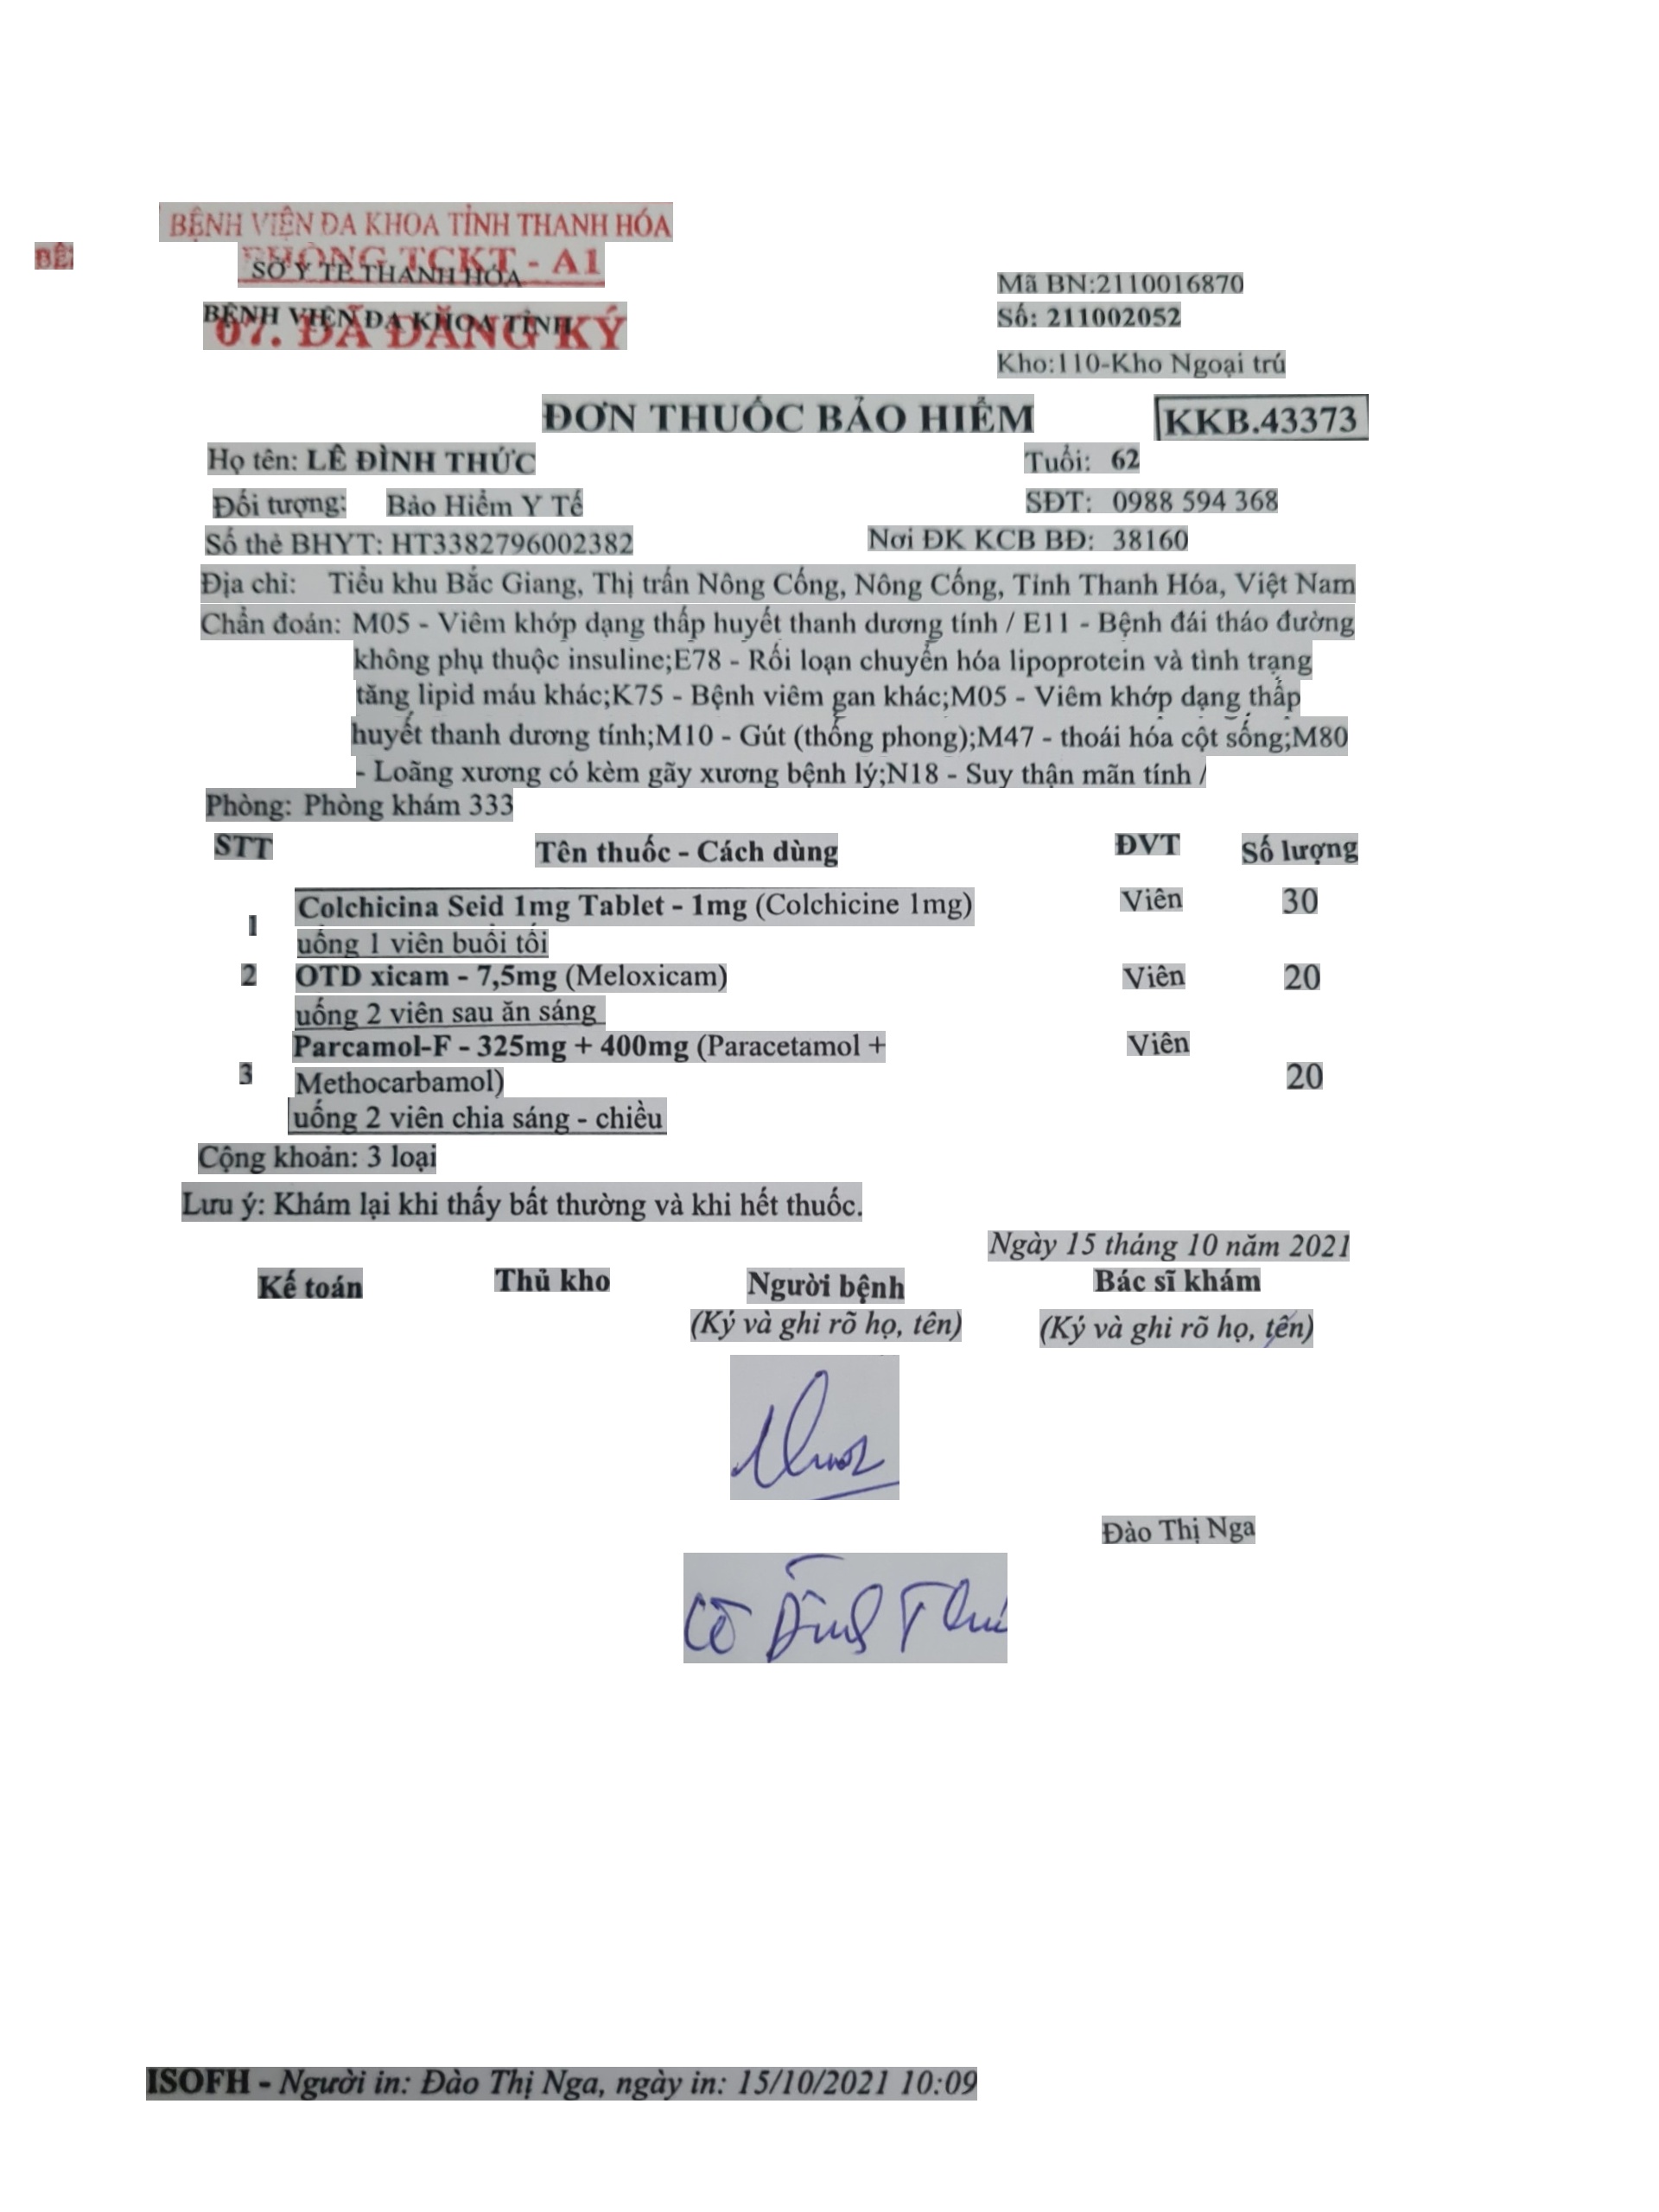 BỆNH VIỆN ĐA KHOA TỈNH THANH HÓA
BỆ
PHÒNG TCKT - A1
SỞ Y TẾ THANH HÓA
Mã BN:2110016870
BỆNH VIỆN ĐA KHOA TỈNH
07. ĐÃ ĐĂNG KÝ
Số: 211002052
Kho:110-Kho Ngoại trú
ĐƠN THUỐC BẢO HIỂM KKB.43373
Họ tên: LÊ ĐÌNH THỨC Tuổi: 62
Đối tượng: Bảo Hiểm Y Tế SĐT: 0988 594 368
Số thẻ BHYT: HT3382796002382 Nơi ĐK KCB BĐ: 38160
Địa chỉ: Tiểu khu Bắc Giang, Thị trấn Nông Cống, Nông Cống, Tỉnh Thanh Hóa, Việt Nam
Chẩn đoán: M05 - Viêm khớp dạng thấp huyết thanh dương tính / E11 - Bệnh đái tháo đường
không phụ thuộc insuline;E78 - Rối loạn chuyển hóa lipoprotein và tình trạng
tăng lipid máu khác;K75 - Bệnh viêm gan khác;M05 - Viêm khớp dạng thấp
huyết thanh dương tính;M10 - Gút (thống phong);M47 - thoái hóa cột sống;M80
- Loãng xương có kèm gãy xương bệnh lý;N18 - Suy thận mãn tính /
Phòng: Phòng khám 333
STT Tên thuốc - Cách dùng ĐVT Số lượng
1 Colchicina Seid 1mg Tablet - 1mg (Colchicine 1mg) Viên 30
uống 1 viên buổi tối
2 OTD xicam - 7,5mg (Meloxicam) Viên 20
uống 2 viên sau ăn sáng
Parcamol-F - 325mg + 400mg (Paracetamol + Viên
3 Methocarbamol) 20
uống 2 viên chia sáng - chiều
Cộng khoản: 3 loại
Lưu ý: Khám lại khi thấy bất thường và khi hết thuốc.
Ngày 15 tháng 10 năm 2021
Kế toán Thủ kho Người bệnh Bác sĩ khám
(Ký và ghi rõ họ, tên) (Ký và ghi rõ họ, tên)
Đào Thị Nga
Lê Đình Thức
ISOFH - Người in: Đào Thị Nga, ngày in: 15/10/2021 10:09